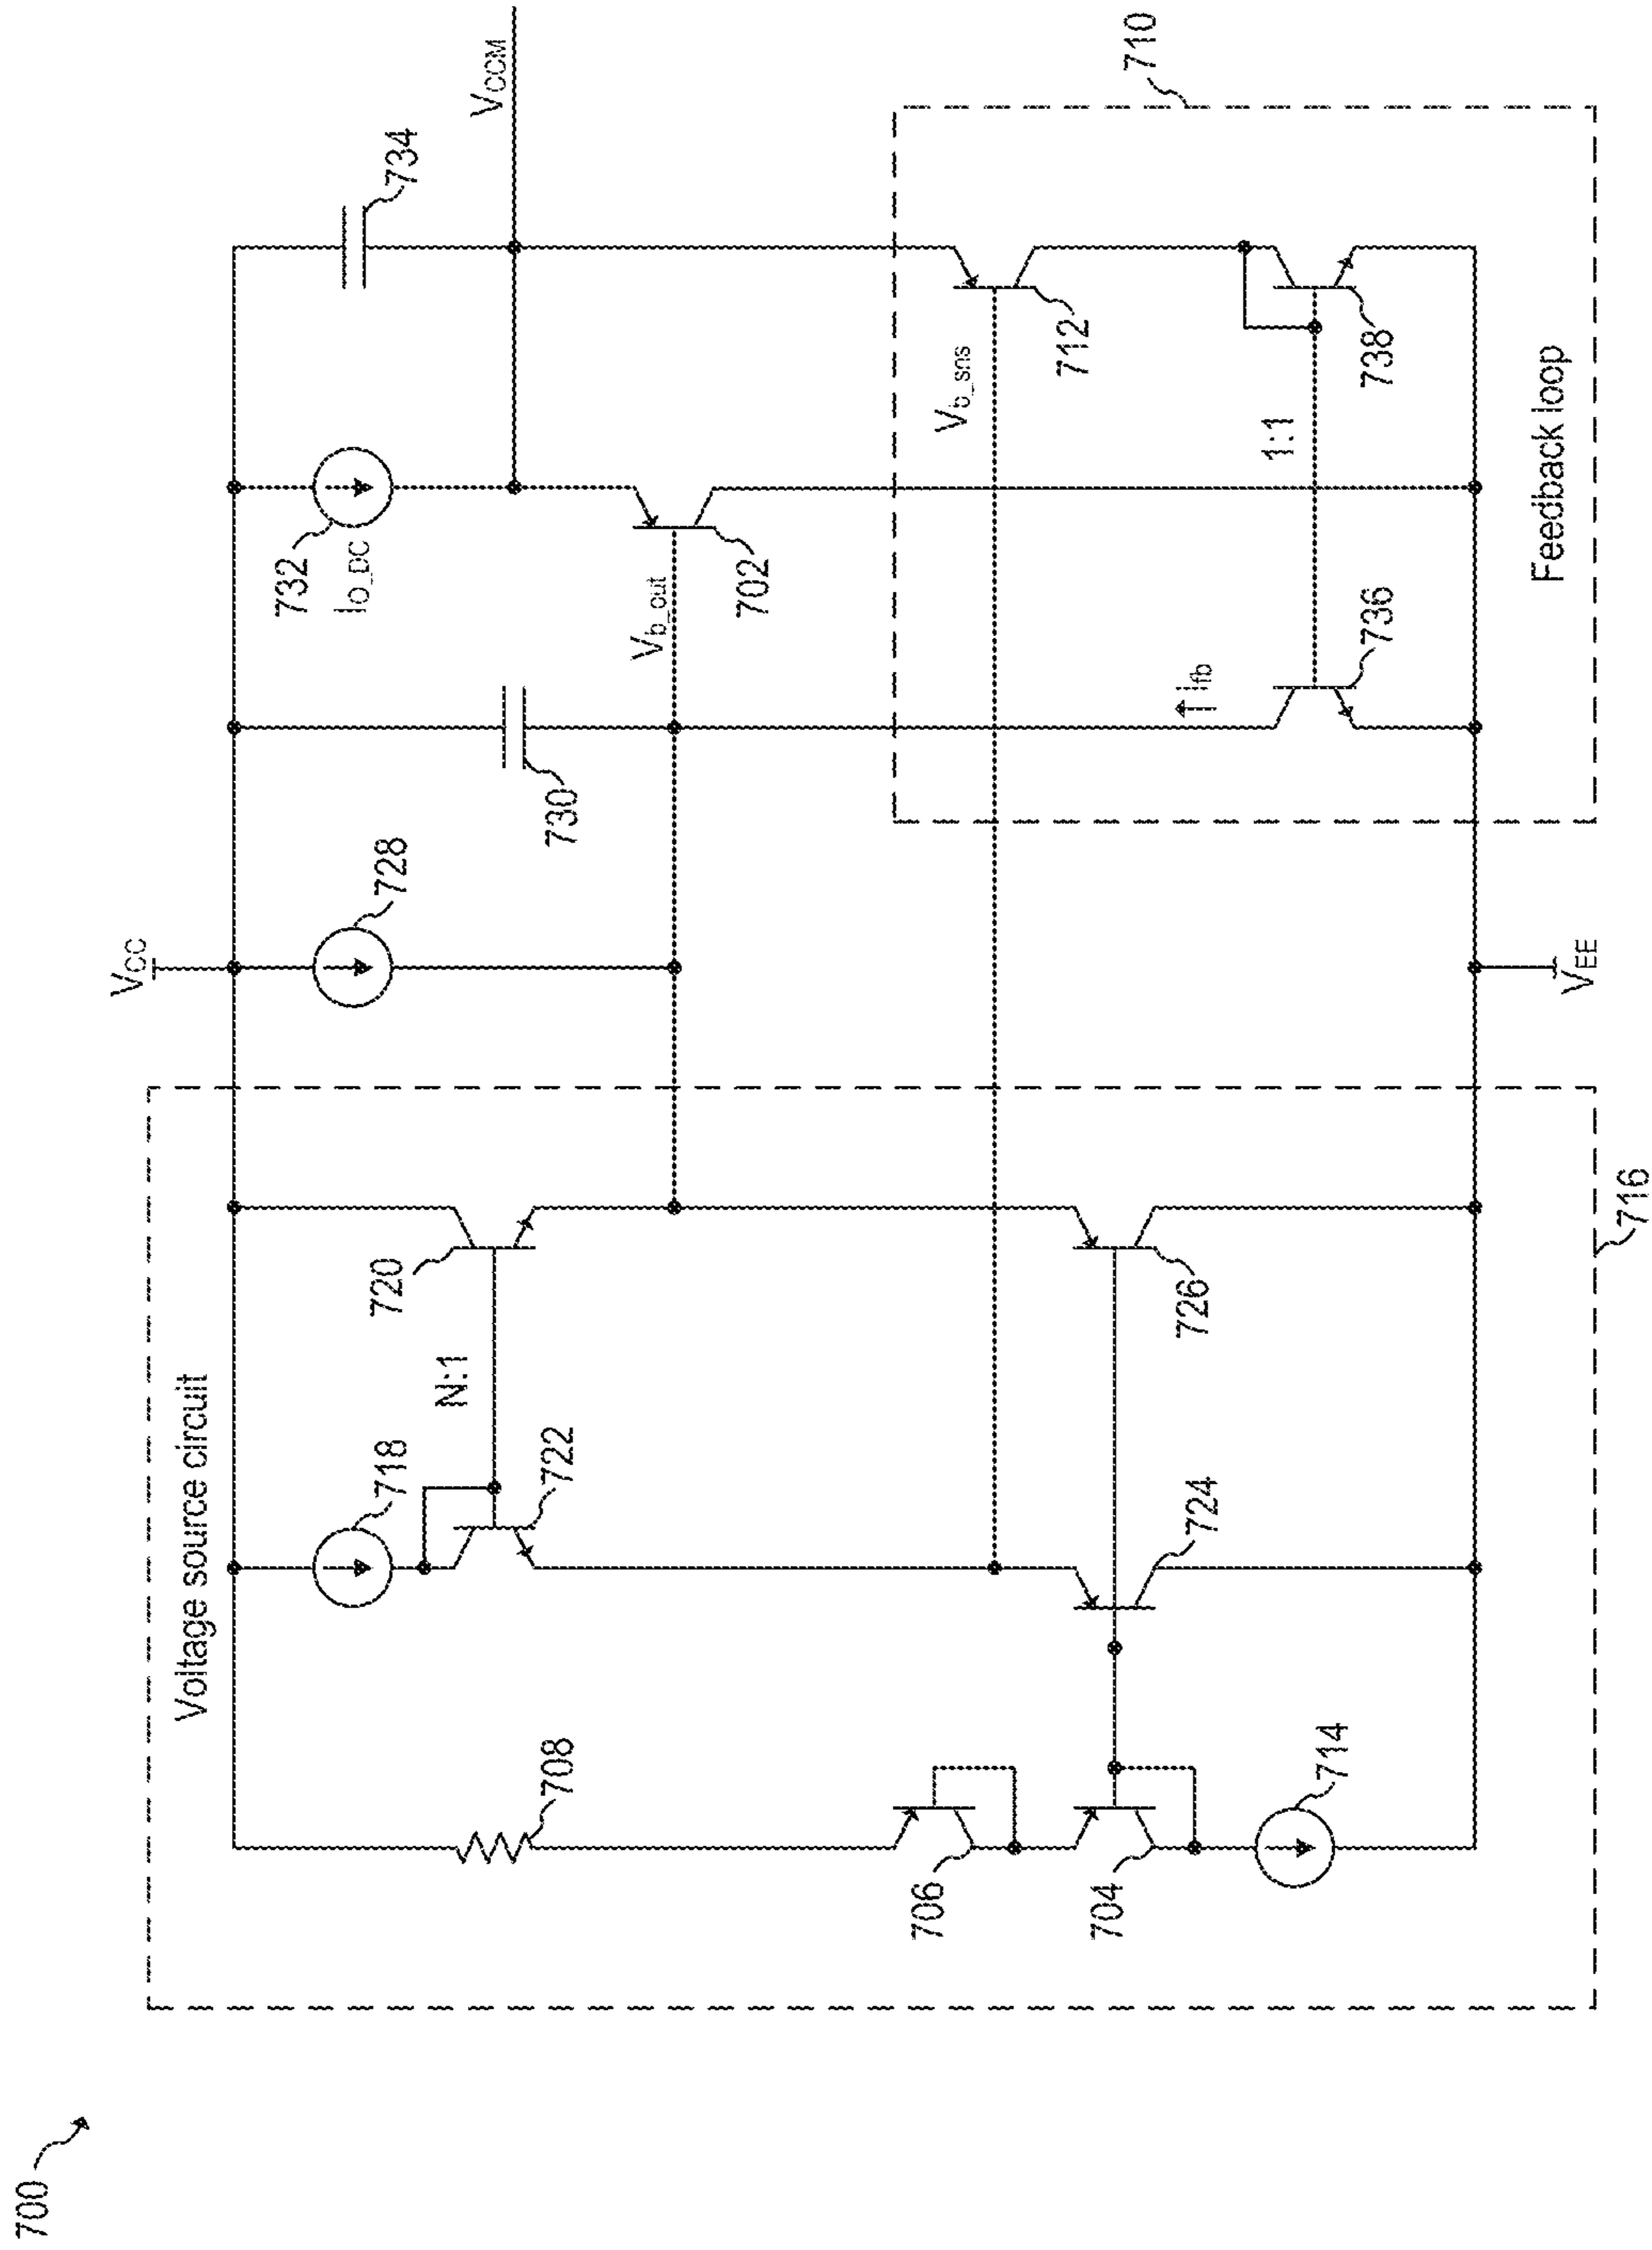 700
Voltage source circuit
716
708
706
704
714
718
722
N:1
720
724
726
VCC
728
VEE
730
732
IO_DC
Vb_out
702
734
VCCM
710
Vb_sns
712
Ifb
736
1:1
738
Feedback loop